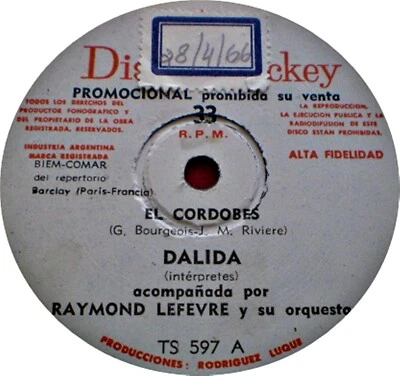 28/4/66
PROMOCIONAL prohibida su venta
TODOS LOS DERECHOS DEL
PRODUCTOR FONOGRAFICO Y
DEL PROPIETARIO DE LA OBRA
REGISTRADA, RESERVADOS.
33
R.P.M.
LA REPRODUCCION,
LA EJECUCION PUBLICA Y LA
RADIODIFUSION DE ESTE
DISCO ESTAN PROHIBIDAS.
INDUSTRIA ARGENTINA
MARCA REGISTRADA
BIEM-COMAR
del repertorio
Barclay (Paris-Francia)
ALTA FIDELIDAD
EL CORDOBES
(G. Bourgeois-J. M. Riviere)
DALIDA
(intérpretes)
acompañada por
RAYMOND LEFEVRE y su orquesta
TS 597 A
PRODUCCIONES: RODRIGUEZ LUQUE